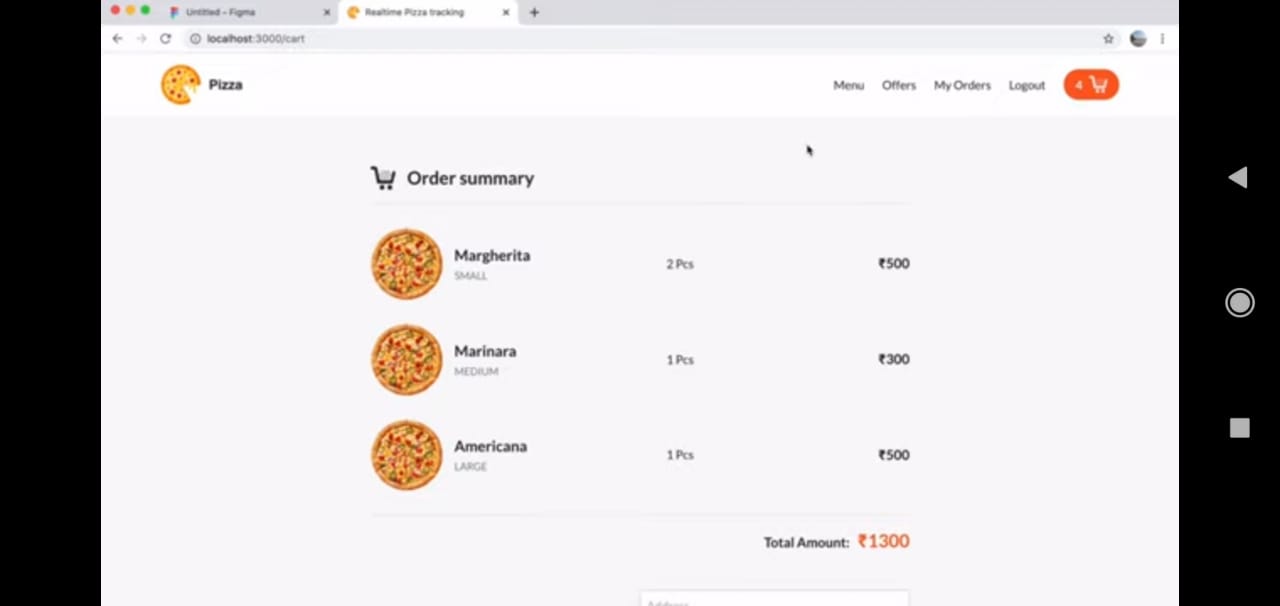 Untitled – Figma
Realtime Pizza tracking
localhost:3000/cart
Pizza
Menu Offers My Orders Logout 4
Order summary
Margherita
SMALL
2 Pcs
₹500
Marinara
MEDIUM
1 Pcs
₹300
Americana
LARGE
1 Pcs
₹500
Total Amount: ₹1300
Address